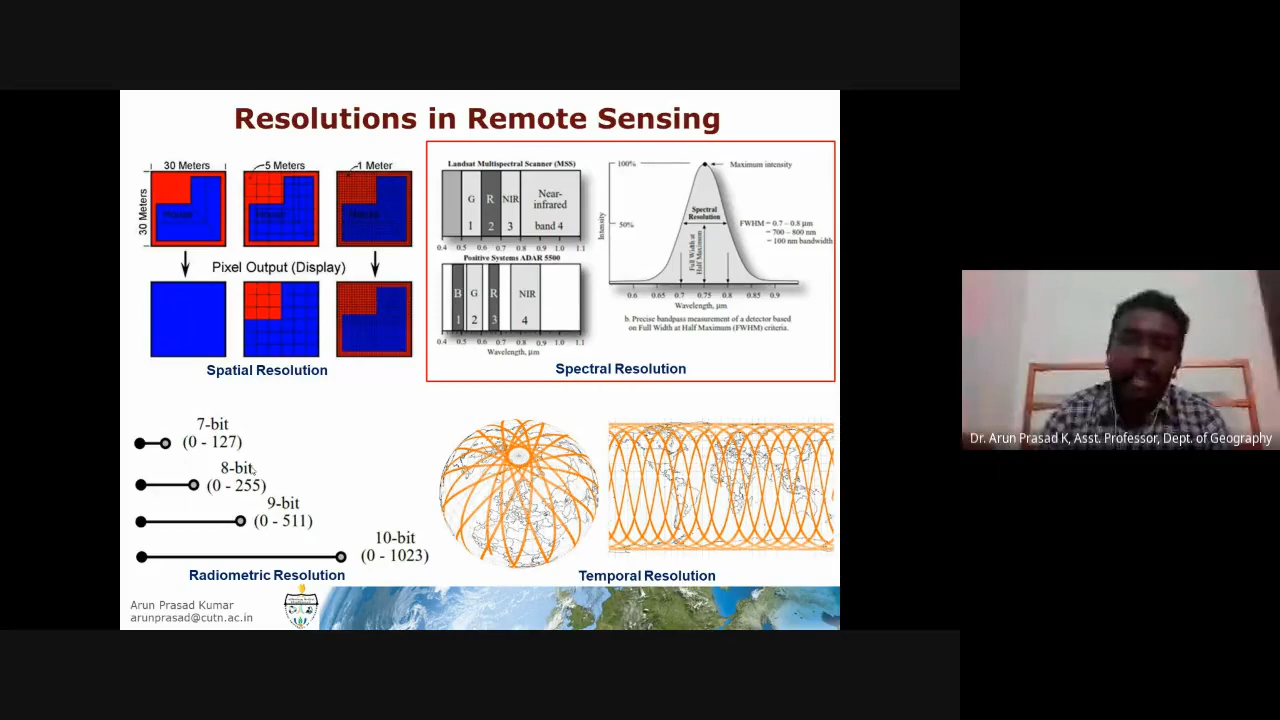 Resolutions in Remote Sensing
30 Meters
5 Meters
1 Meter
30 Meters
Pixel Output (Display)
Spatial Resolution
Landsat Multispectral Scanner (MSS)
G R NIR Near-infrared
1 2 3 band 4
0.4 0.5 0.6 0.7 0.8 0.9 1.0 1.1
Positive Systems ADAR 5500
B G R NIR
1 2 3 4
0.4 0.5 0.6 0.7 0.8 0.9 1.0 1.1
Wavelength, μm
100%
Maximum intensity
Spectral
Resolution
Intensity
50%
Full Width at
Half Maximum
FWHM = 0.7 – 0.8 μm
= 700 – 800 nm
= 100 nm bandwidth
0.6 0.65 0.7 0.75 0.8 0.85 0.9
Wavelength, μm
b. Precise bandpass measurement of a detector based
on Full Width at Half Maximum (FWHM) criteria.
Spectral Resolution
7-bit
(0 - 127)
8-bit
(0 - 255)
9-bit
(0 - 511)
10-bit
(0 - 1023)
Radiometric Resolution
Temporal Resolution
Arun Prasad Kumar
arunprasad@cutn.ac.in
Dr. Arun Prasad K, Asst. Professor, Dept. of Geography